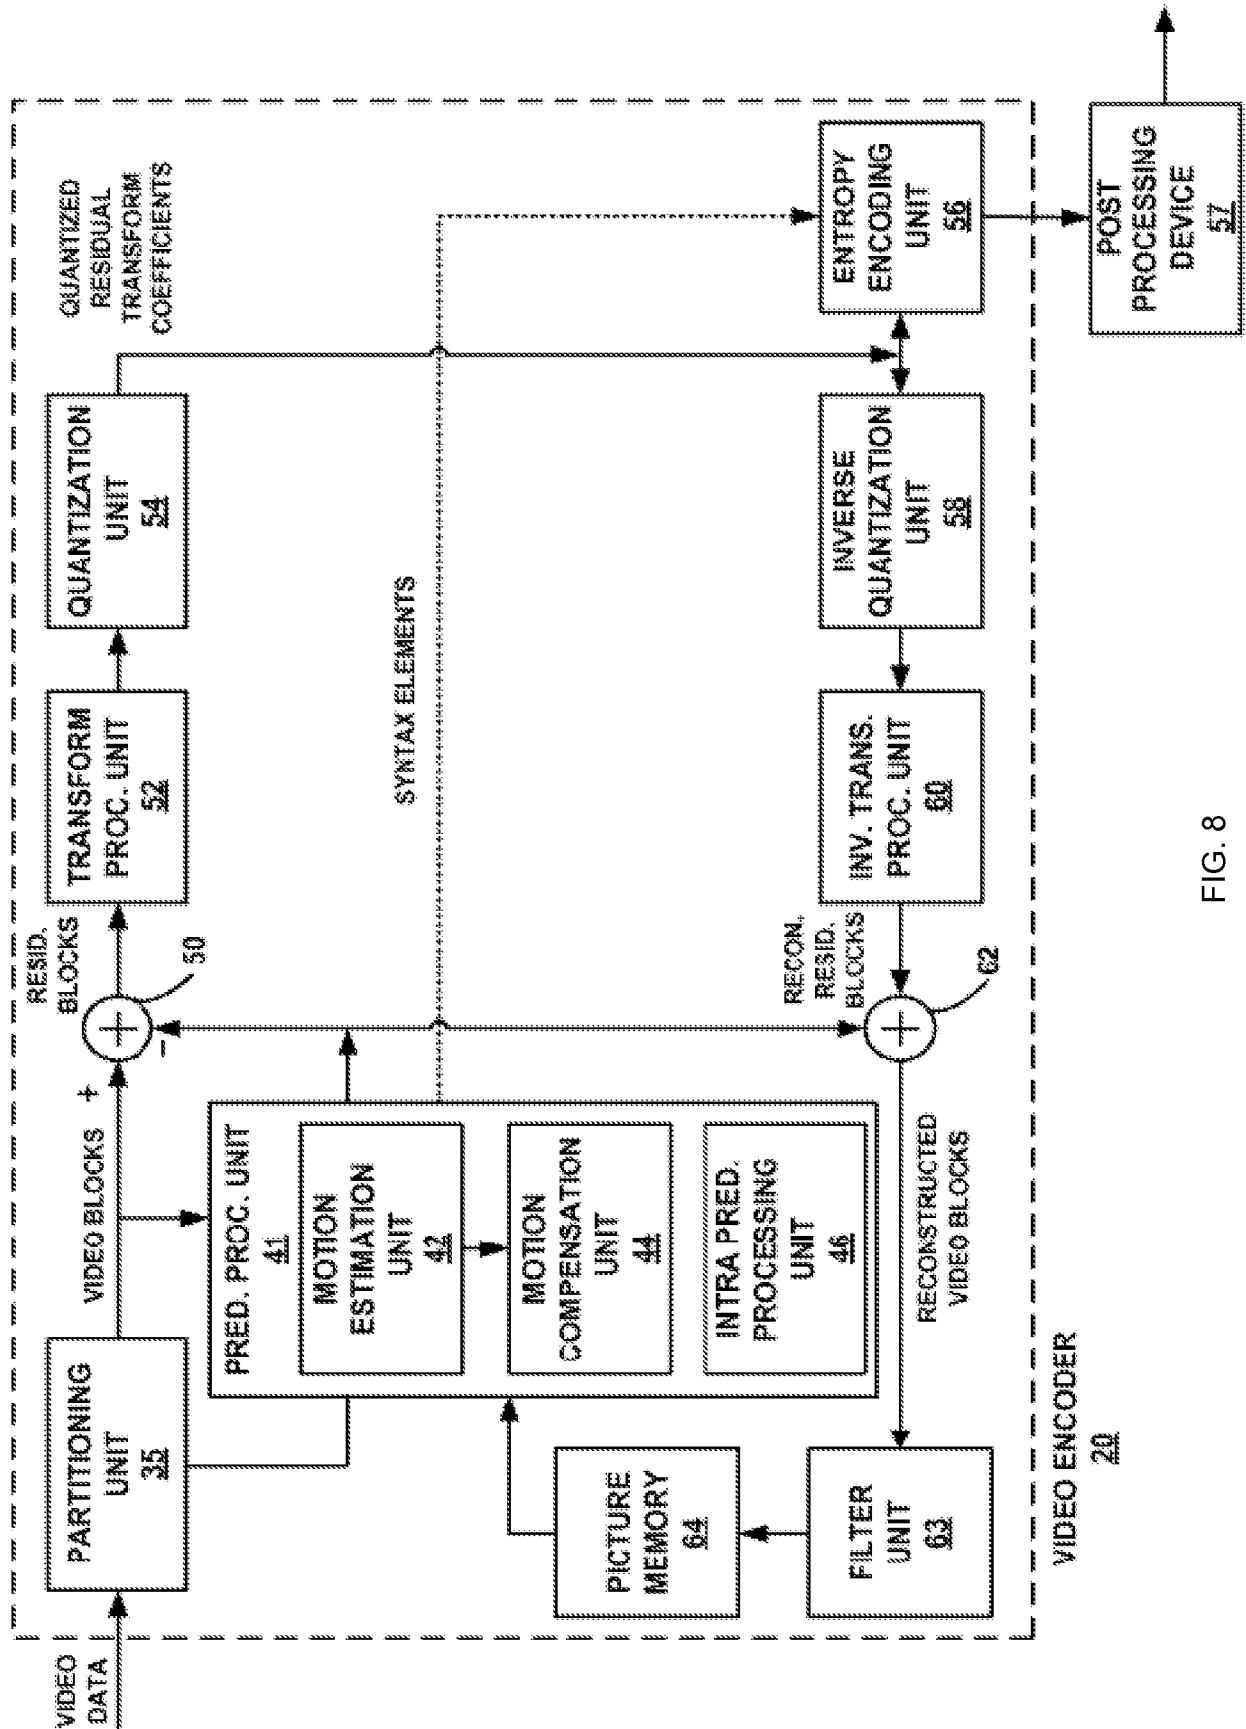 VIDEO
DATA
PARTITIONING
UNIT
35
VIDEO BLOCKS
+
-
50
RESID.
BLOCKS
TRANSFORM
PROC. UNIT
52
QUANTIZATION
UNIT
54
QUANTIZED
RESIDUAL
TRANSFORM
COEFFICIENTS
PRED. PROC. UNIT
41
MOTION
ESTIMATION
UNIT
42
MOTION
COMPENSATION
UNIT
44
INTRA PRED.
PROCESSING
UNIT
46
SYNTAX ELEMENTS
PICTURE
MEMORY
64
FILTER
UNIT
63
RECONSTRUCTED
VIDEO BLOCKS
62
RECON.
RESID.
BLOCKS
INV. TRANS.
PROC. UNIT
60
INVERSE
QUANTIZATION
UNIT
58
ENTROPY
ENCODING
UNIT
56
VIDEO ENCODER
20
POST
PROCESSING
DEVICE
57
FIG. 8